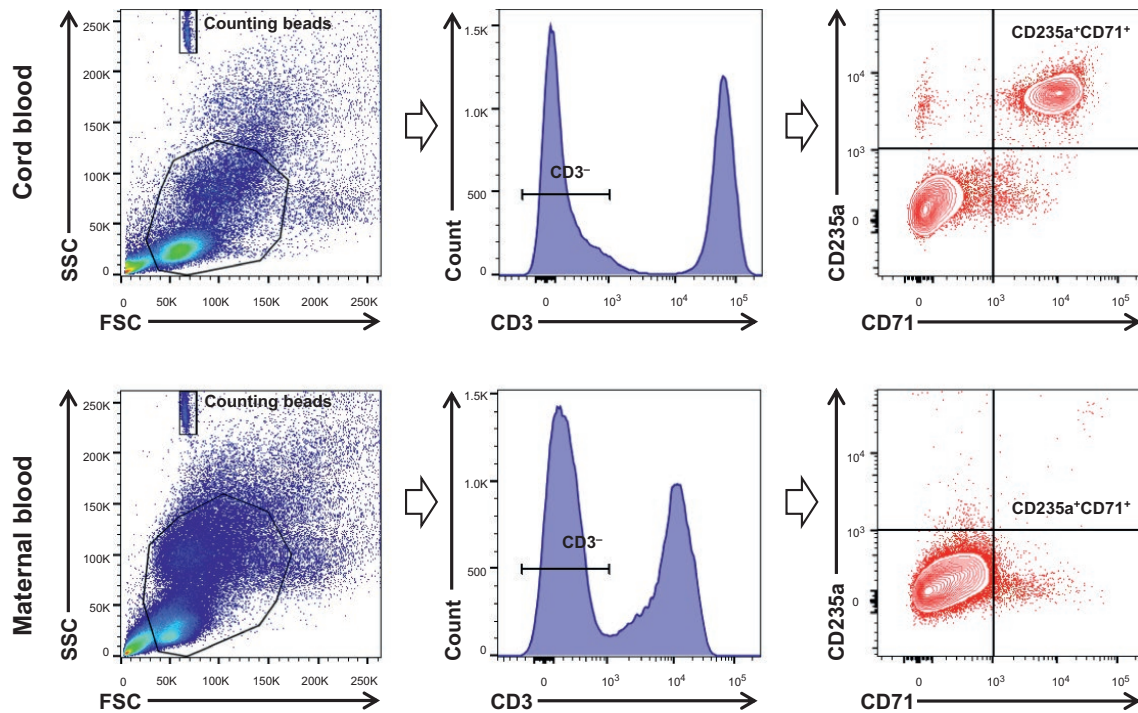 Cord blood
250K
200K
150K
100K
50K
0
SSC
Counting beads
0 50K 100K 150K 200K 250K
FSC
1.5K
1.0K
500
0
Count
CD3–
0 10³ 10⁴ 10⁵
CD3
10⁴
10³
0
CD235a
CD235a⁺CD71⁺
0 10³ 10⁴ 10⁵
CD71
Maternal blood
250K
200K
150K
100K
50K
0
SSC
Counting beads
0 50K 100K 150K 200K 250K
FSC
1.5K
1.0K
500
0
Count
CD3–
0 10³ 10⁴ 10⁵
CD3
10⁴
10³
0
CD235a
CD235a⁺CD71⁺
0 10³ 10⁴ 10⁵
CD71